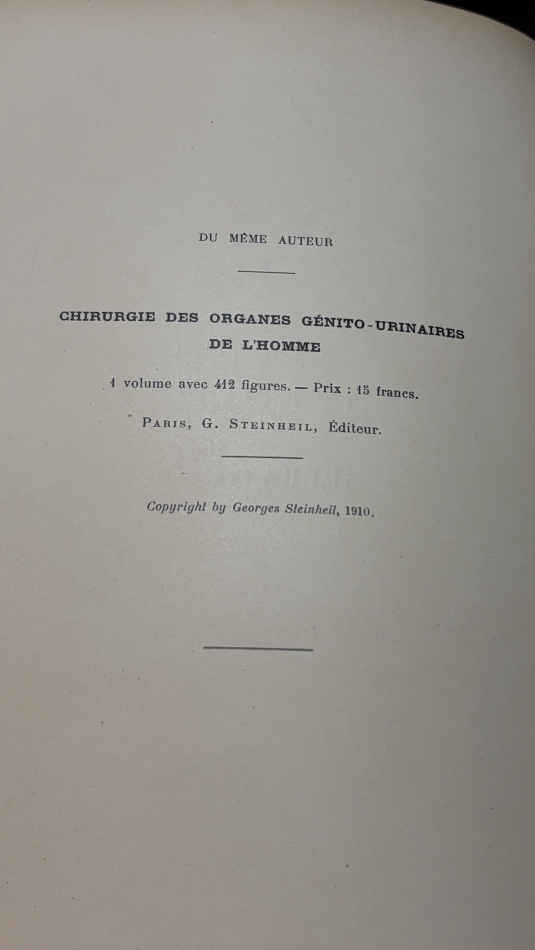 DU MÊME AUTEUR
CHIRURGIE DES ORGANES GÉNITO-URINAIRES
DE L'HOMME
1 volume avec 412 figures. — Prix : 15 francs.
PARIS, G. STEINHEIL, Éditeur.
Copyright by Georges Steinheil, 1910.